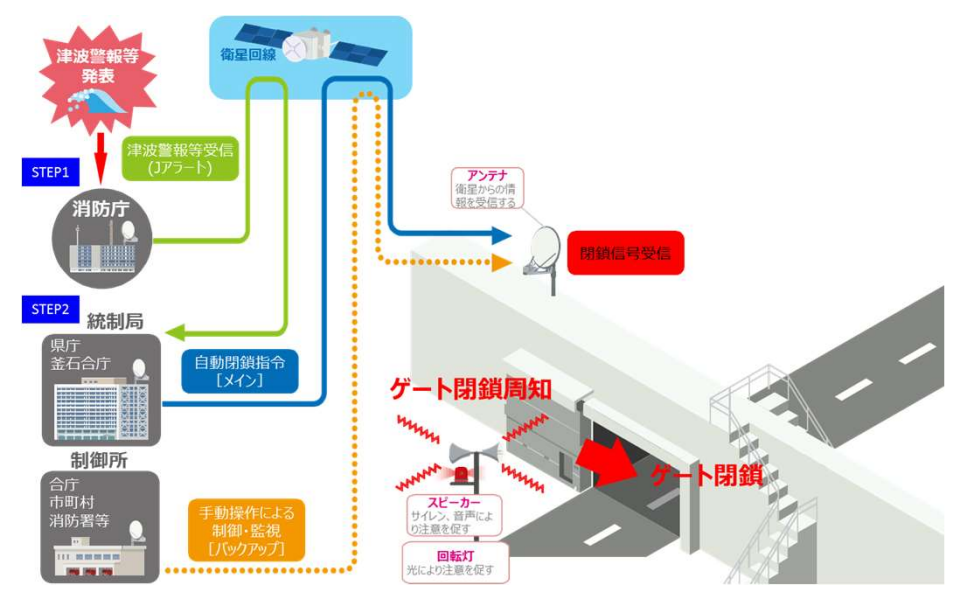 津波警報等
発表
衛星回線
津波警報等受信
(Jアラート)
STEP1
消防庁
アンテナ
衛星からの情
報を受信する
閉鎖信号受信
STEP2
統制局
県庁
釜石合庁
自動閉鎖指令
[メイン]
ゲート閉鎖周知
ゲート閉鎖
制御所
合庁
市町村
消防署等
手動操作による
制御・監視
[バックアップ]
スピーカー
サイレン、音声によ
り注意を促す
回転灯
光により注意を促す